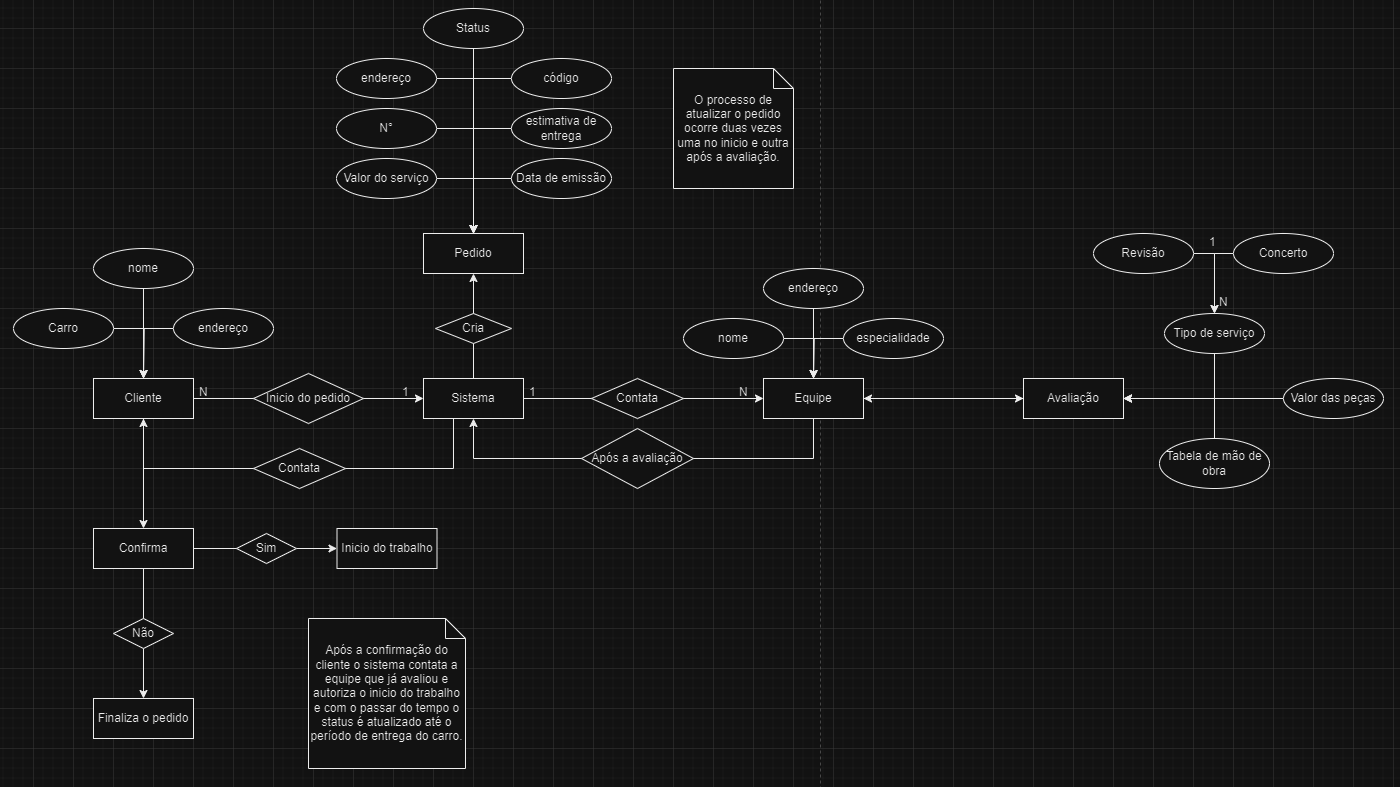 Status
endereço
código
N°
estimativa de
entrega
Valor do serviço
Data de emissão
O processo de
atualizar o pedido
ocorre duas vezes
uma no inicio e outra
após a avaliação.
Pedido
Cria
nome
Carro
endereço
Cliente
N
Inicio do pedido
1
Sistema
1
Contata
N
Equipe
endereço
nome
especialidade
Avaliação
Revisão
1
Concerto
N
Tipo de serviço
Valor das peças
Tabela de mão de
obra
Contata
Após a avaliação
Confirma
Sim
Inicio do trabalho
Não
Finaliza o pedido
Após a confirmação do
cliente o sistema contata a
equipe que já avaliou e
autoriza o inicio do trabalho
e com o passar do tempo o
status é atualizado até o
período de entrega do carro.